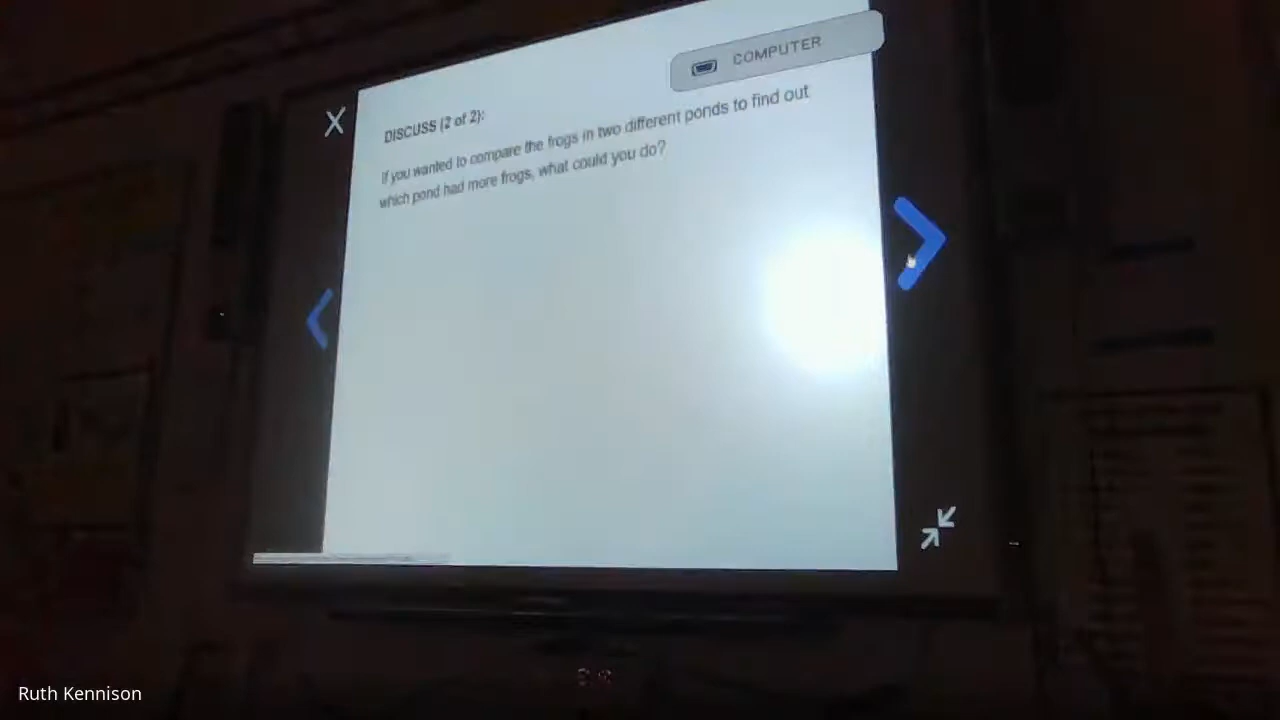 COMPUTER
DISCUSS (2 of 2):
If you wanted to compare the frogs in two different ponds to find out
which pond had more frogs, what could you do?
Ruth Kennison